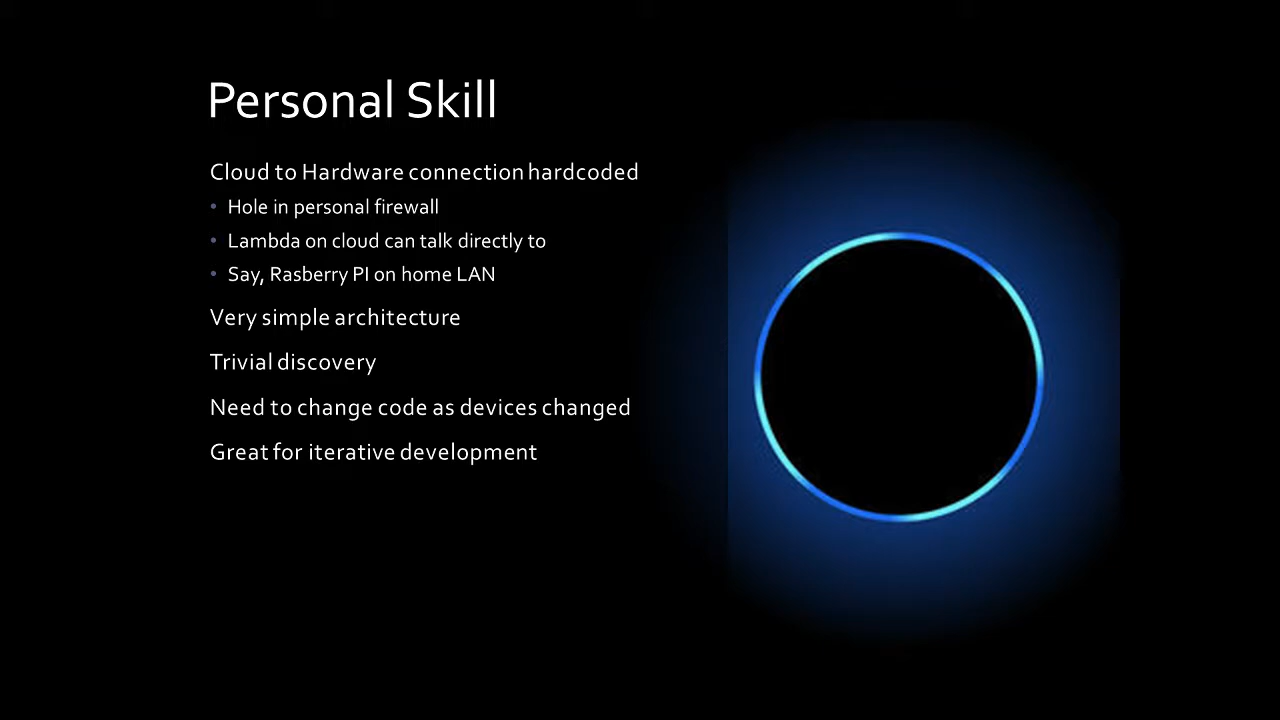 Personal Skill
Cloud to Hardware connection hardcoded
• Hole in personal firewall
• Lambda on cloud can talk directly to
• Say, Rasberry PI on home LAN
Very simple architecture
Trivial discovery
Need to change code as devices changed
Great for iterative development